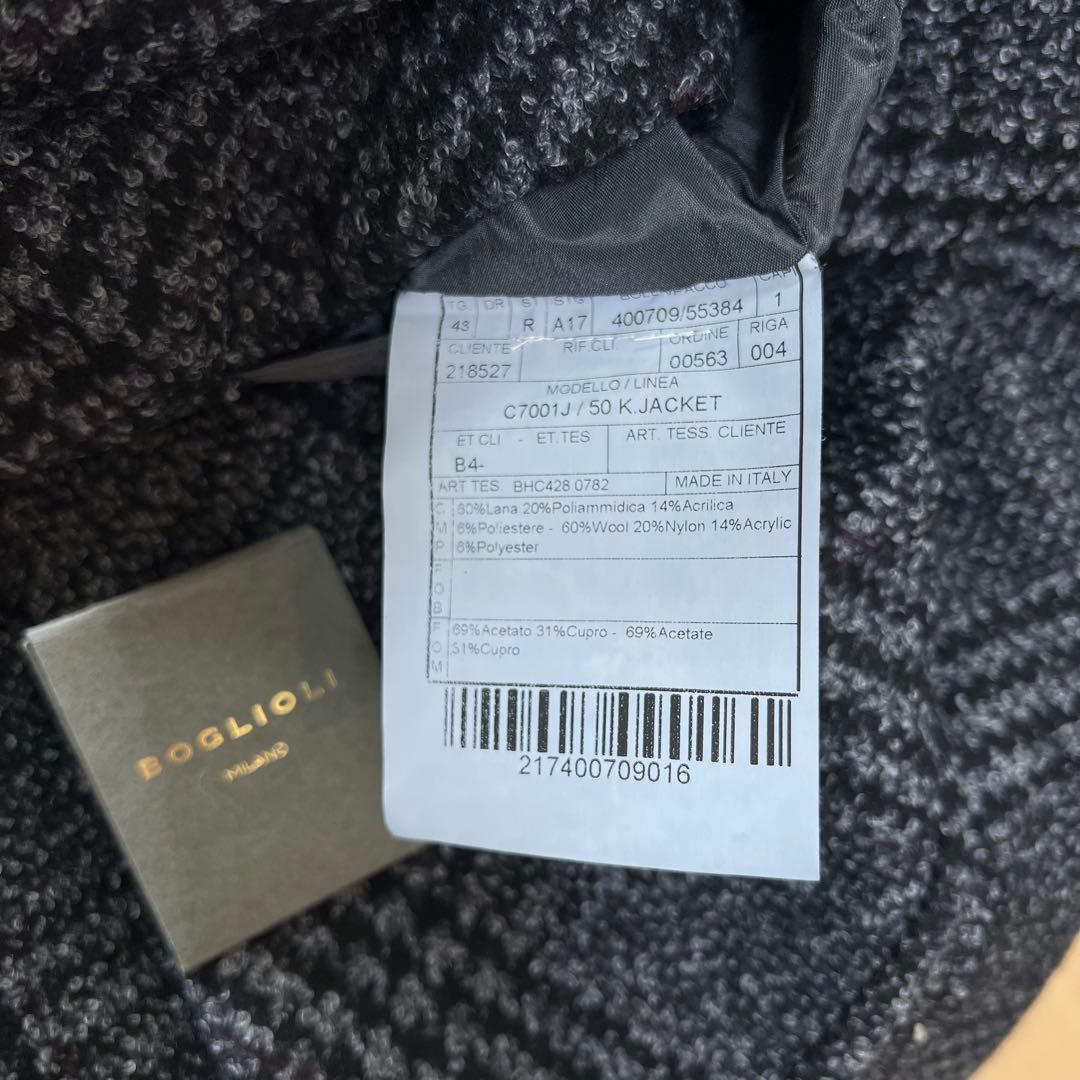 TG. DR ST STG BOLLA/PACCO CAPI
43 R A17 400709/55384 1
CLIENTE RIF.CLI. ORDINE RIGA
218527 00563 004
MODELLO / LINEA
C7001J / 50 K.JACKET
ET CLI - ET.TES ART. TESS. CLIENTE
B4-
ART TES. BHC428 0782 MADE IN ITALY
C 60%Lana 20%Poliammidica 14%Acrilica
M 6%Poliestere - 60%Wool 20%Nylon 14%Acrylic
P 6%Polyester
F
O
B
F 69%Acetato 31%Cupro - 69%Acetate
O 31%Cupro
M
217400709016
BOGLIOLI
MILANO